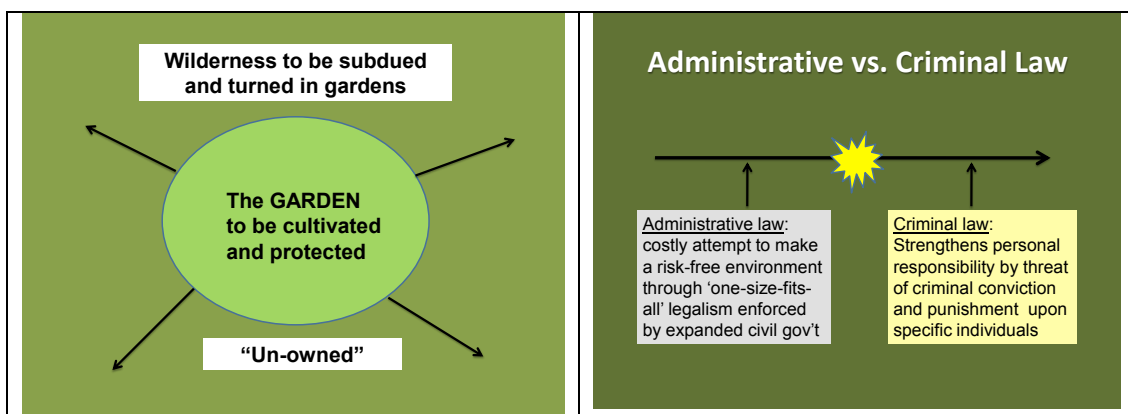 Wilderness to be subdued
and turned in gardens
The GARDEN
to be cultivated
and protected
“Un-owned”
Administrative vs. Criminal Law
Administrative law:
costly attempt to make
a risk-free environment
through ‘one-size-fits-
all’ legalism enforced
by expanded civil gov’t
Criminal law:
Strengthens personal
responsibility by threat
of criminal conviction
and punishment upon
specific individuals